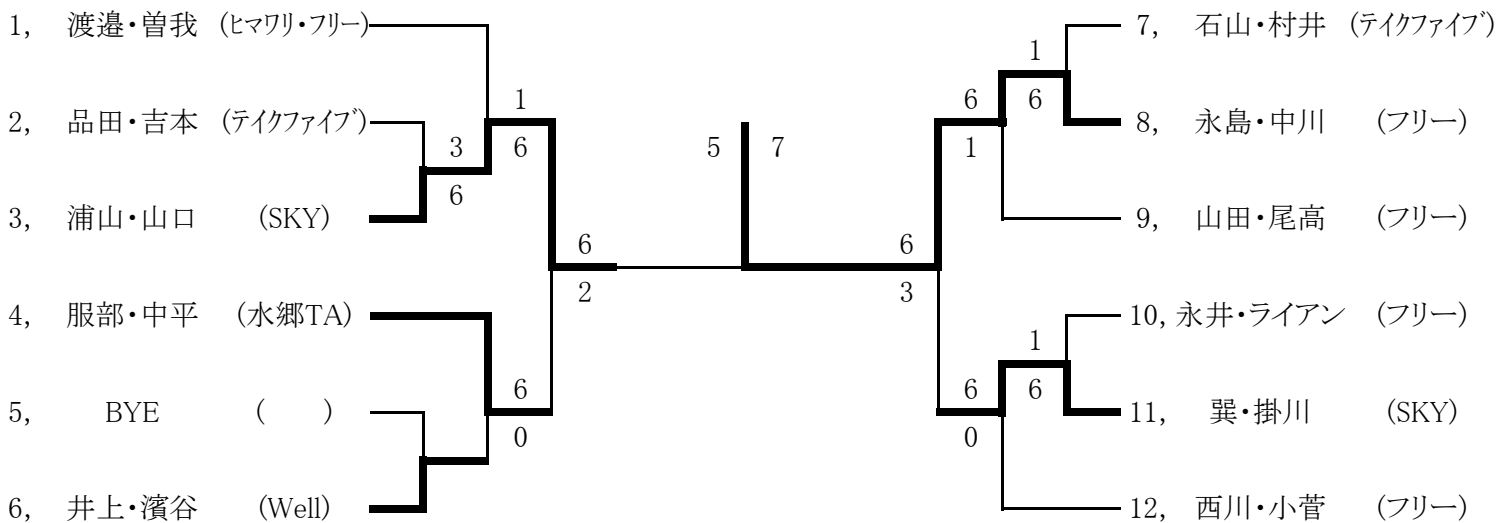 1, 渡邉・曽我 (ヒマワリ・フリー)
2, 品田・吉本 (テイクファイブ)
3, 浦山・山口 (SKY)
4, 服部・中平 (水郷TA)
5, BYE ( )
6, 井上・濱谷 (Well)
3
6
1
6
6
0
6
2
5 7
6
3
6
1
1
6
6
0
1
6
7, 石山・村井 (テイクファイブ)
8, 永島・中川 (フリー)
9, 山田・尾高 (フリー)
10, 永井・ライアン (フリー)
11, 巽・掛川 (SKY)
12, 西川・小菅 (フリー)